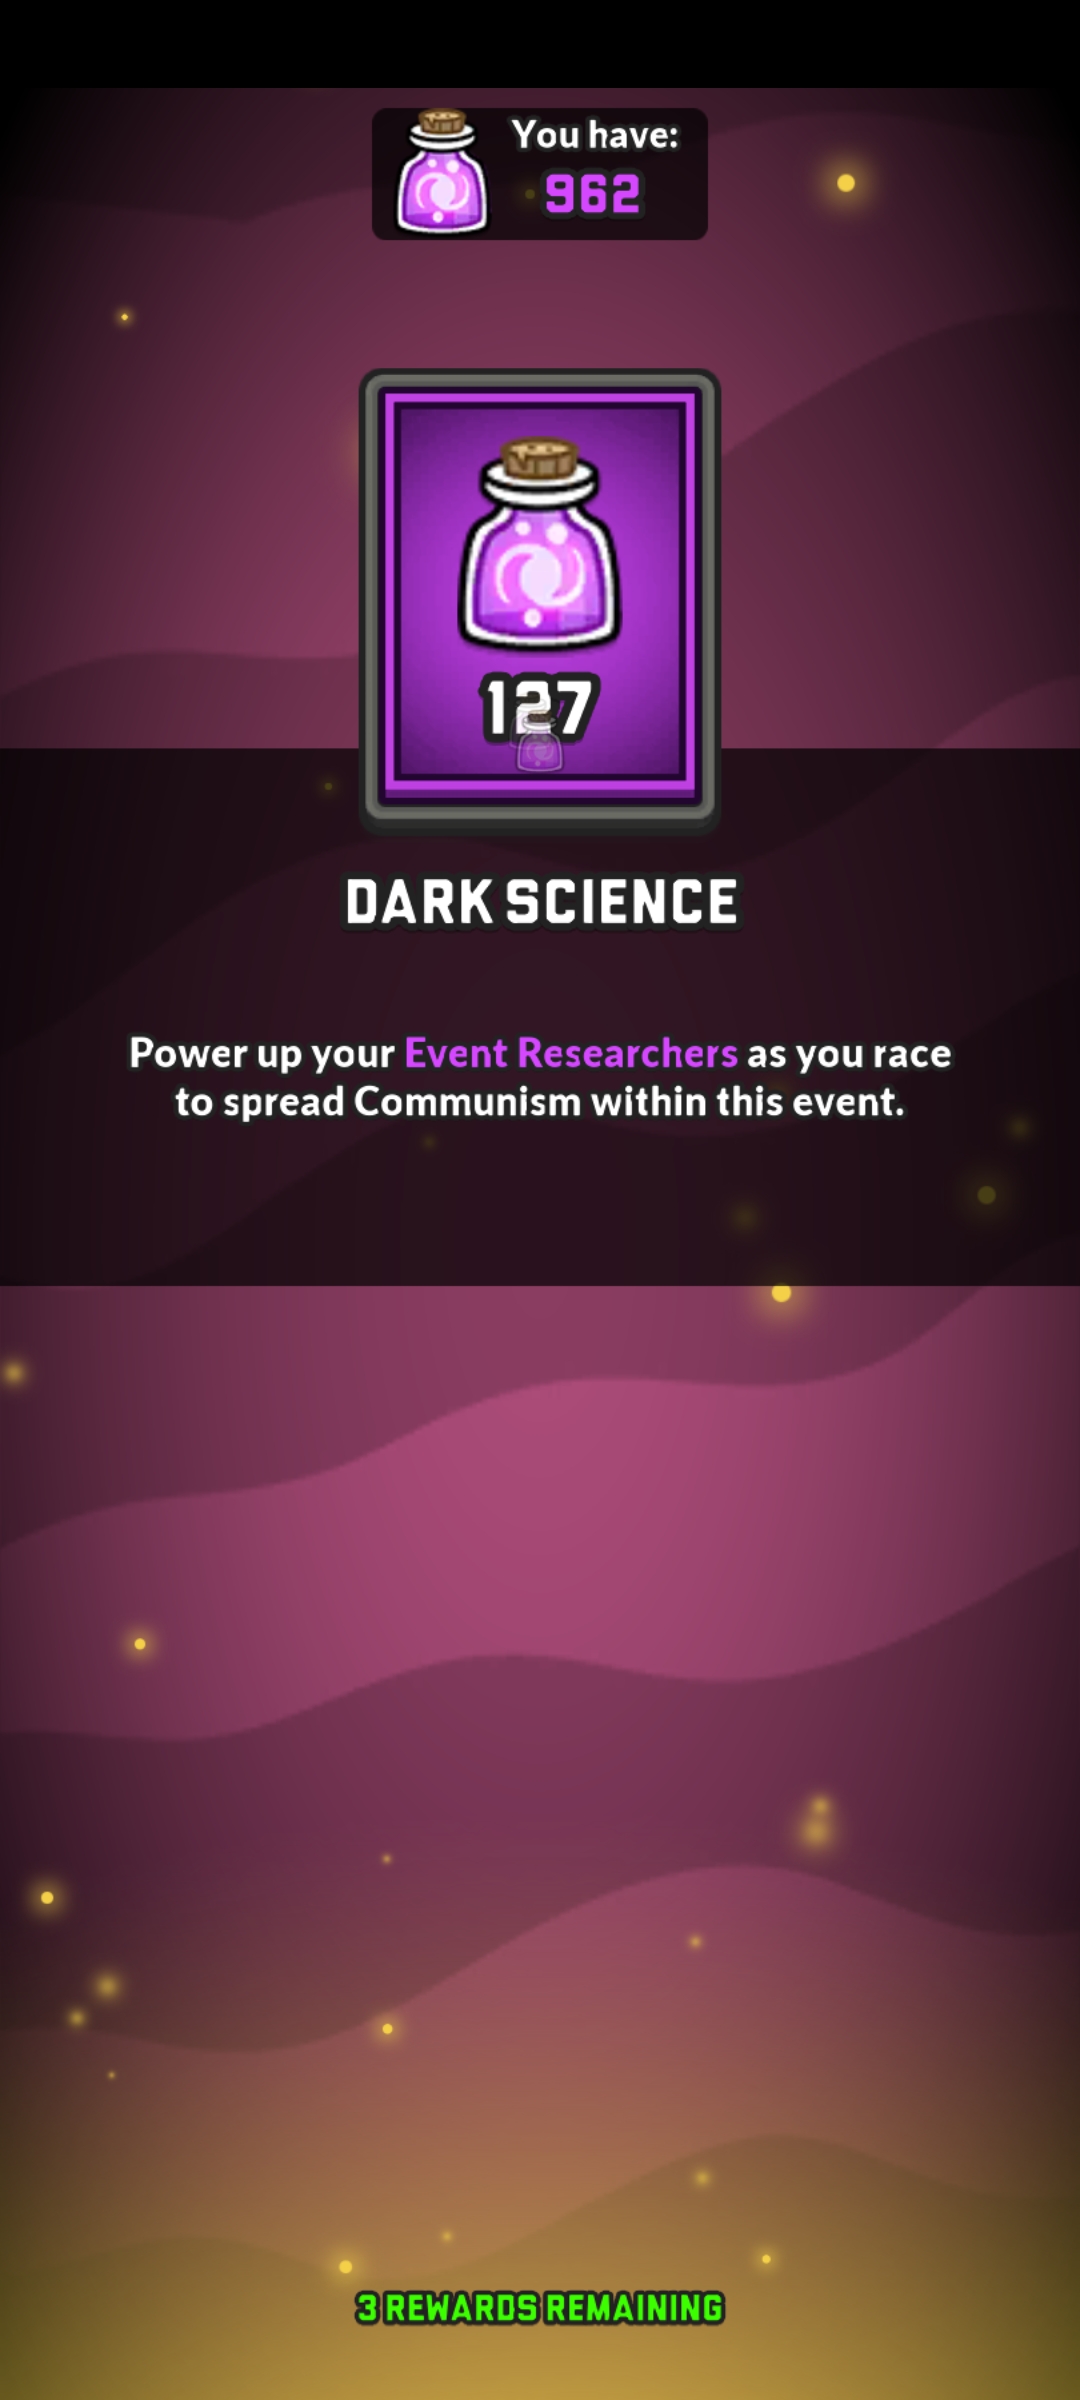 You have:
962
127
DARK SCIENCE
Power up your Event Researchers as you race
to spread Communism within this event.
3 REWARDS REMAINING